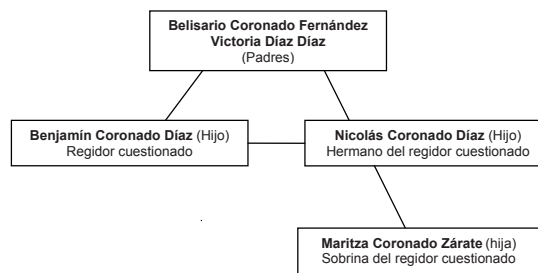 Belisario Coronado Fernández
Victoria Díaz Díaz
(Padres)
Benjamín Coronado Díaz (Hijo)
Regidor cuestionado
Nicolás Coronado Díaz (Hijo)
Hermano del regidor cuestionado
Maritza Coronado Zárate (hija)
Sobrina del regidor cuestionado